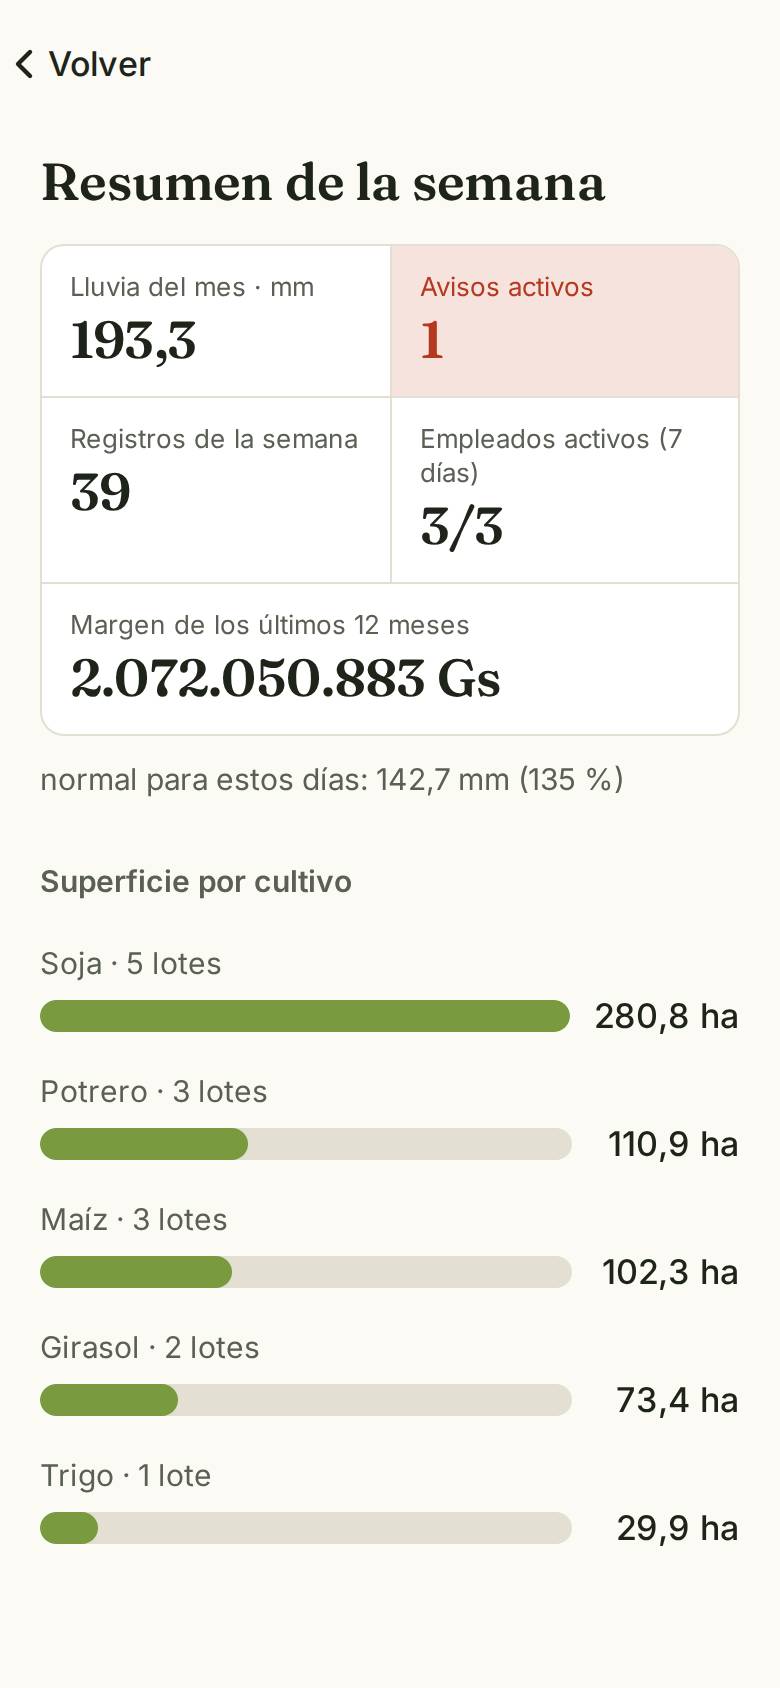 Volver
Resumen de la semana
Lluvia del mes · mm
193,3
Avisos activos
1
Registros de la semana
39
Empleados activos (7
días)
3/3
Margen de los últimos 12 meses
2.072.050.883 Gs
normal para estos días: 142,7 mm (135 %)
Superficie por cultivo
Soja · 5 lotes
280,8 ha
Potrero · 3 lotes
110,9 ha
Maíz · 3 lotes
102,3 ha
Girasol · 2 lotes
73,4 ha
Trigo · 1 lote
29,9 ha